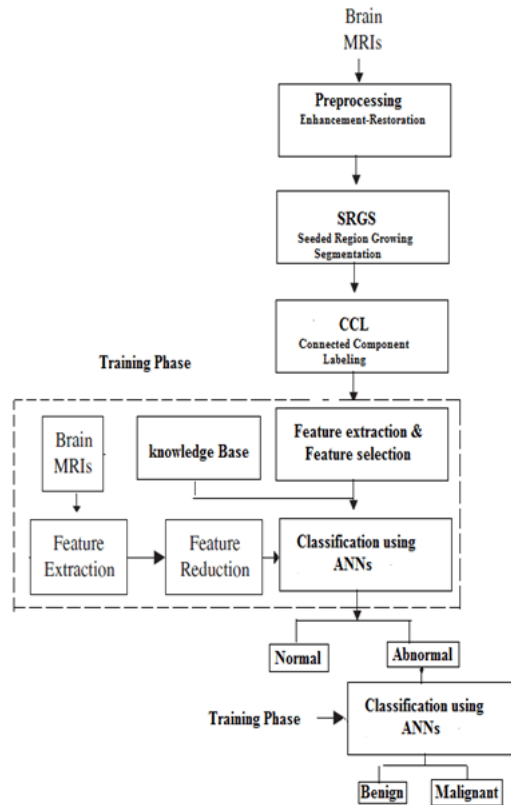 Brain
MRIs
Preprocessing
Enhancement-Restoration
SRGS
Seeded Region Growing
Segmentation
CCL
Connected Component
Labeling
Training Phase
Brain
MRIs
knowledge Base
Feature extraction &
Feature selection
Feature
Extraction
Feature
Reduction
Classification using
ANNs
Normal
Abnormal
Training Phase
Classification using
ANNs
Benign
Malignant